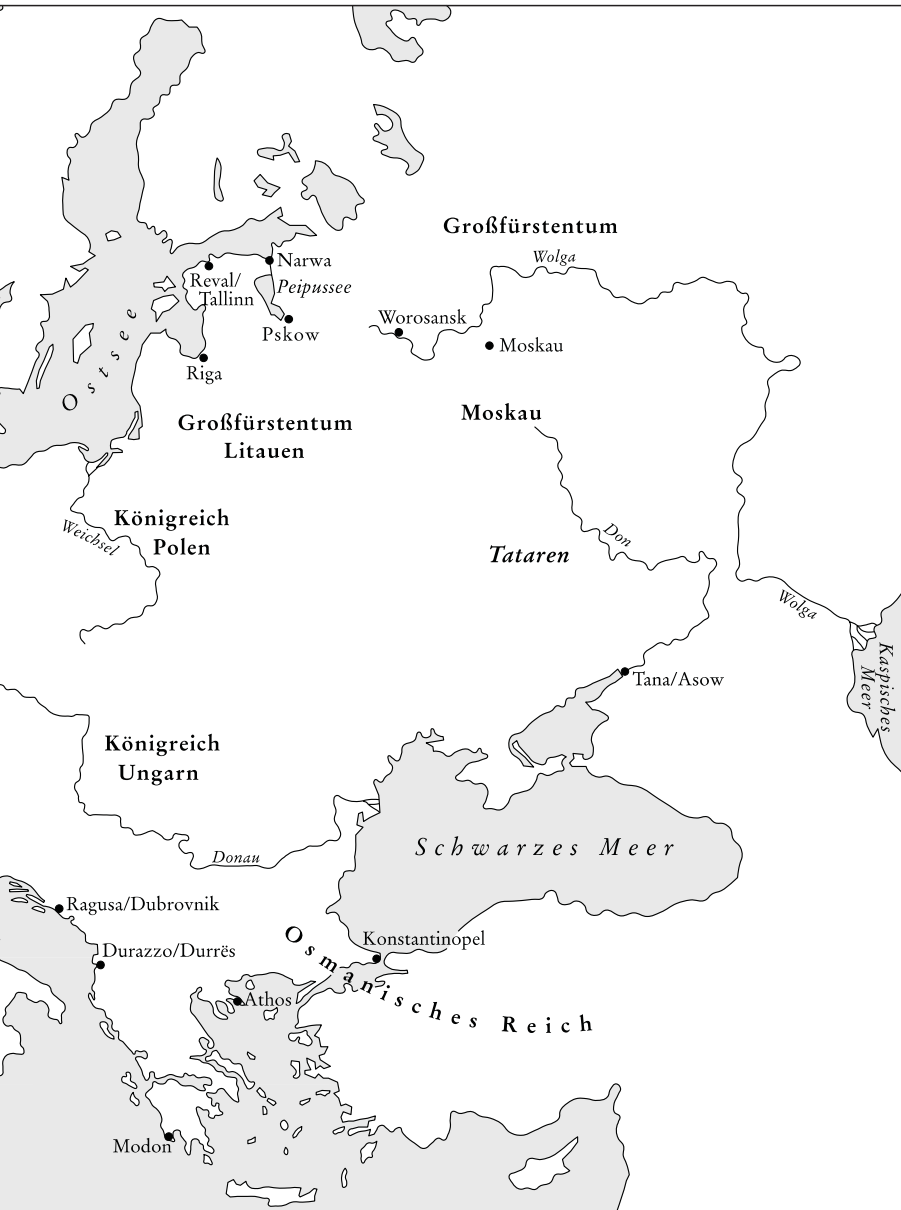 Großfürstentum
Wolga
Narwa
Reval/
Tallinn
Peipussee
Pskow
Worosansk
Moskau
Riga
Ostsee
Moskau
Großfürstentum
Litauen
Königreich
Polen
Weichsel
Don
Tataren
Wolga
Kaspisches
Meer
Tana/Asow
Königreich
Ungarn
Schwarzes Meer
Donau
Ragusa/Dubrovnik
Konstantinopel
Durazzo/Durrës
Osmanisches Reich
Athos
Modon